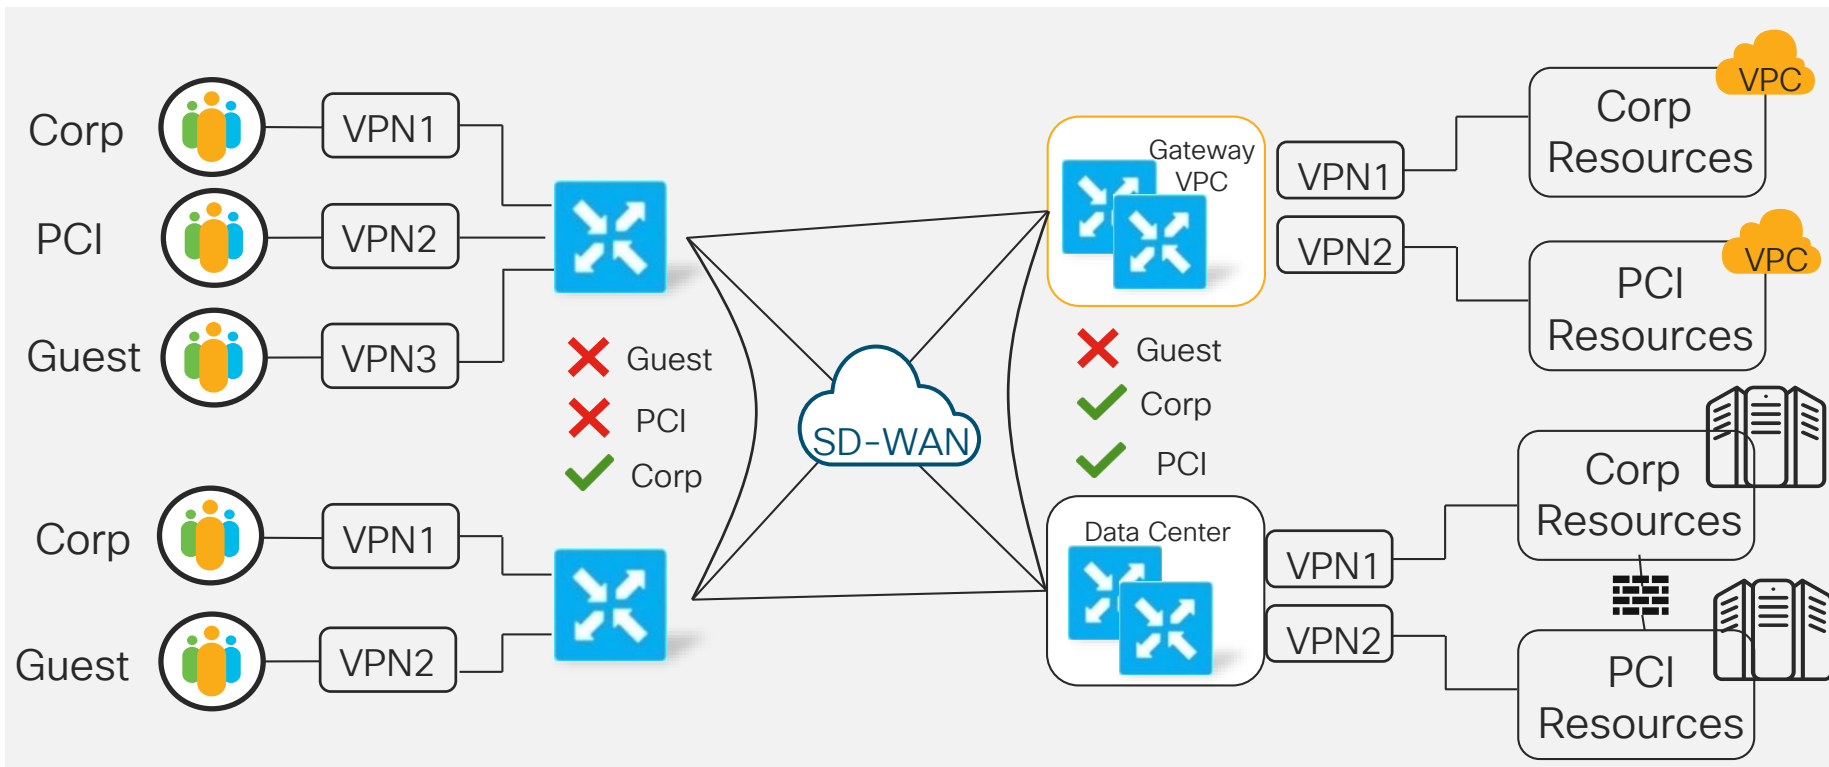 Corp
VPN1
PCI
VPN2
Guest
VPN3
Guest
PCI
Corp
Corp
VPN1
Guest
VPN2
SD-WAN
Gateway
VPC
VPN1
VPN2
Corp
Resources
VPC
PCI
Resources
VPC
Guest
Corp
PCI
Data Center
VPN1
VPN2
Corp
Resources
PCI
Resources